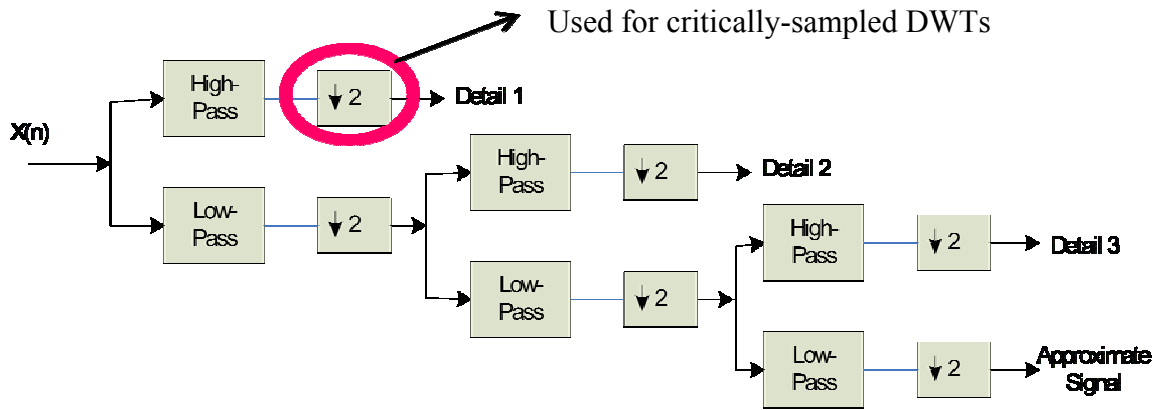 Used for critically-sampled DWTs
High-
Pass
↓ 2
Detail 1
X(n)
Low-
Pass
↓ 2
High-
Pass
↓ 2
Detail 2
Low-
Pass
↓ 2
High-
Pass
↓ 2
Detail 3
Low-
Pass
↓ 2
Approximate
Signal